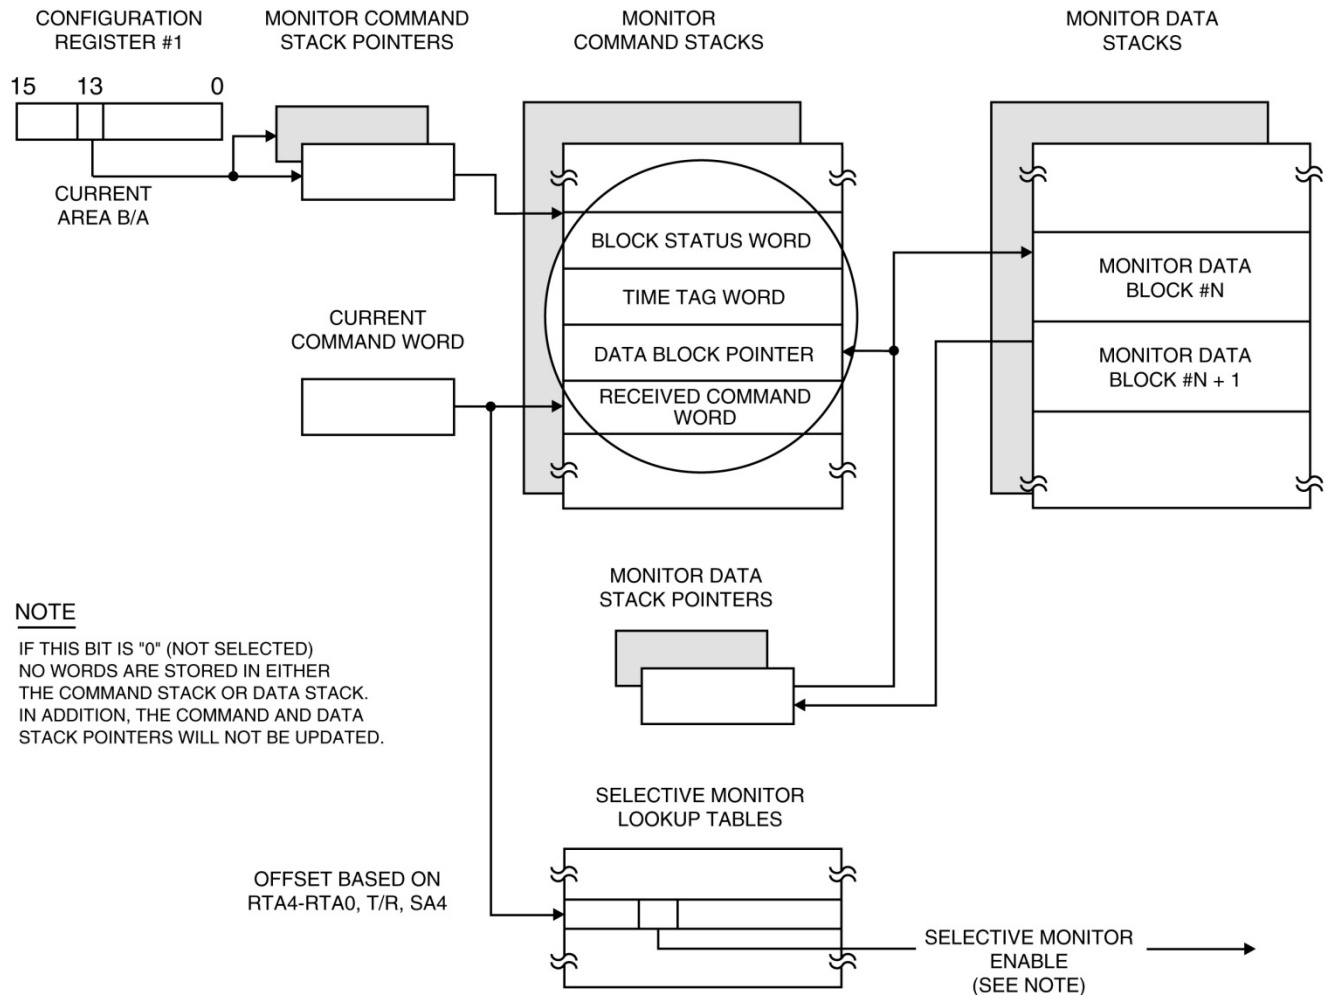 CONFIGURATION
REGISTER #1
MONITOR COMMAND
STACK POINTERS
MONITOR
COMMAND STACKS
MONITOR DATA
STACKS
15 13 0
CURRENT
AREA B/A
BLOCK STATUS WORD
TIME TAG WORD
DATA BLOCK POINTER
RECEIVED COMMAND
WORD
MONITOR DATA
BLOCK #N
MONITOR DATA
BLOCK #N + 1
CURRENT
COMMAND WORD
MONITOR DATA
STACK POINTERS
NOTE
IF THIS BIT IS "0" (NOT SELECTED)
NO WORDS ARE STORED IN EITHER
THE COMMAND STACK OR DATA STACK.
IN ADDITION, THE COMMAND AND DATA
STACK POINTERS WILL NOT BE UPDATED.
SELECTIVE MONITOR
LOOKUP TABLES
OFFSET BASED ON
RTA4-RTA0, T/R, SA4
SELECTIVE MONITOR
ENABLE
(SEE NOTE)